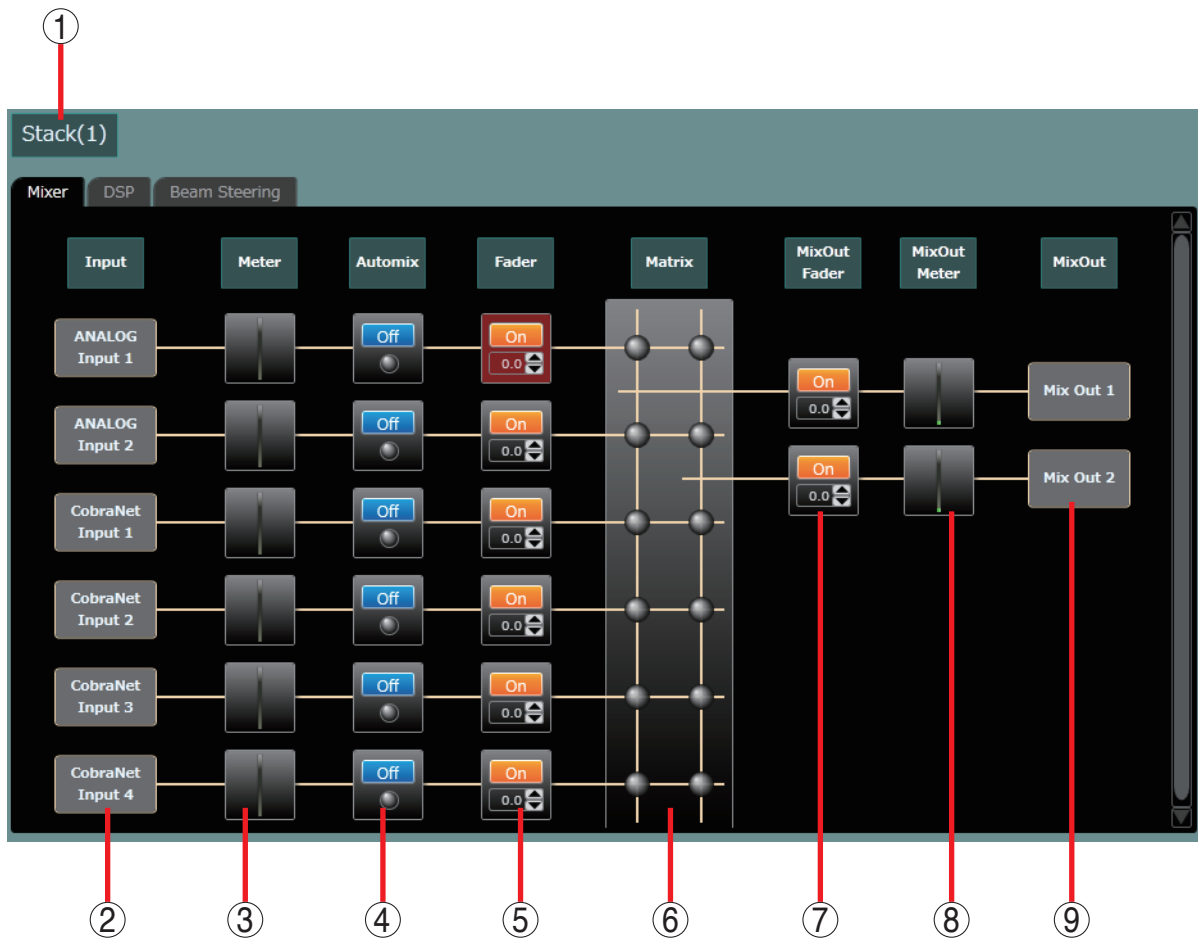 1
Stack(1)
Mixer DSP Beam Steering
Input Meter Automix Fader Matrix MixOut Fader MixOut Meter MixOut
ANALOG
Input 1
Off
On
0.0
ANALOG
Input 2
Off
On
0.0
CobraNet
Input 1
Off
On
0.0
CobraNet
Input 2
Off
On
0.0
CobraNet
Input 3
Off
On
0.0
CobraNet
Input 4
Off
On
0.0
On
0.0
Mix Out 1
On
0.0
Mix Out 2
2 3 4 5 6 7 8 9